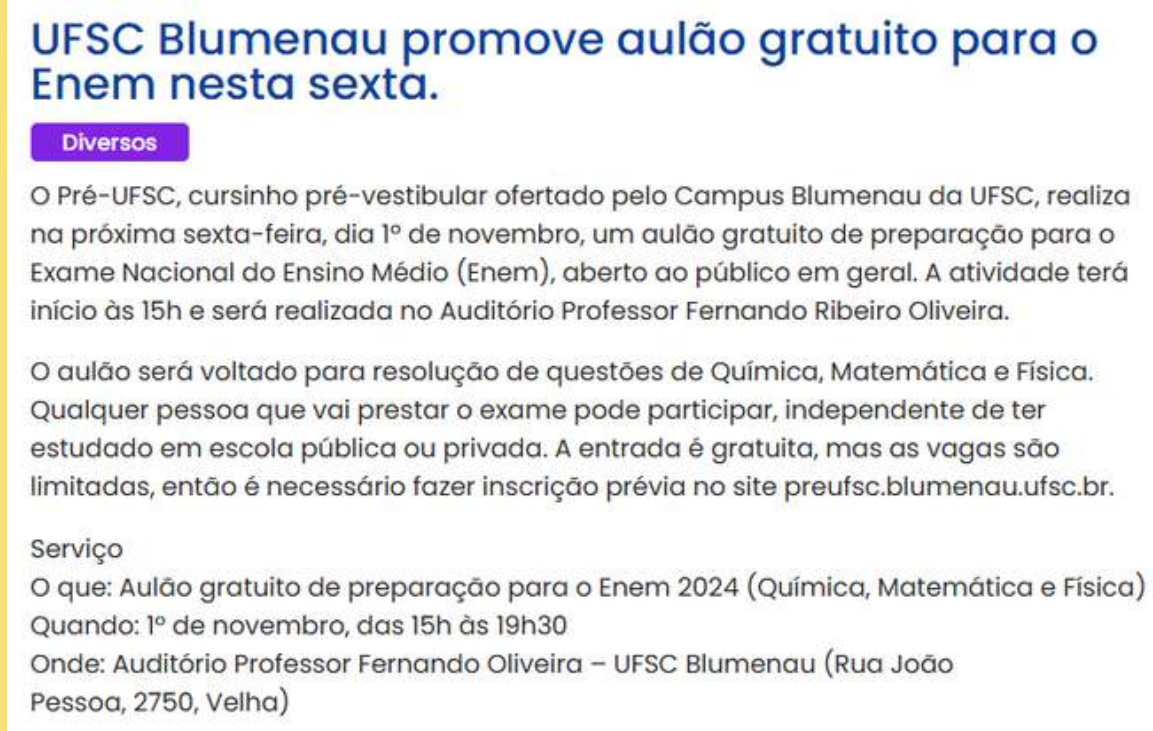 UFSC Blumenau promove aulão gratuito para o
Enem nesta sexta.
Diversos
O Pré-UFSC, cursinho pré-vestibular ofertado pelo Campus Blumenau da UFSC, realiza
na próxima sexta-feira, dia 1º de novembro, um aulão gratuito de preparação para o
Exame Nacional do Ensino Médio (Enem), aberto ao público em geral. A atividade terá
início às 15h e será realizada no Auditório Professor Fernando Ribeiro Oliveira.
O aulão será voltado para resolução de questões de Química, Matemática e Física.
Qualquer pessoa que vai prestar o exame pode participar, independente de ter
estudado em escola pública ou privada. A entrada é gratuita, mas as vagas são
limitadas, então é necessário fazer inscrição prévia no site preufsc.blumenau.ufsc.br.
Serviço
O que: Aulão gratuito de preparação para o Enem 2024 (Química, Matemática e Física)
Quando: 1º de novembro, das 15h às 19h30
Onde: Auditório Professor Fernando Oliveira – UFSC Blumenau (Rua João
Pessoa, 2750, Velha)